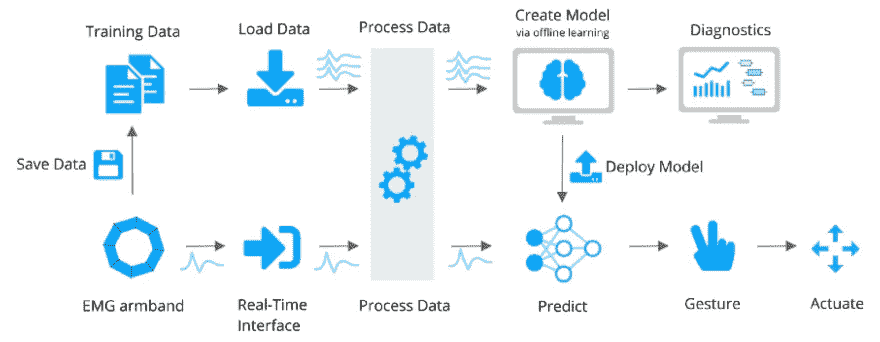 Training Data
Load Data
Process Data
Create Model
via offline learning
Diagnostics
Save Data
Deploy Model
EMG armband
Real-Time
Interface
Process Data
Predict
Gesture
Actuate